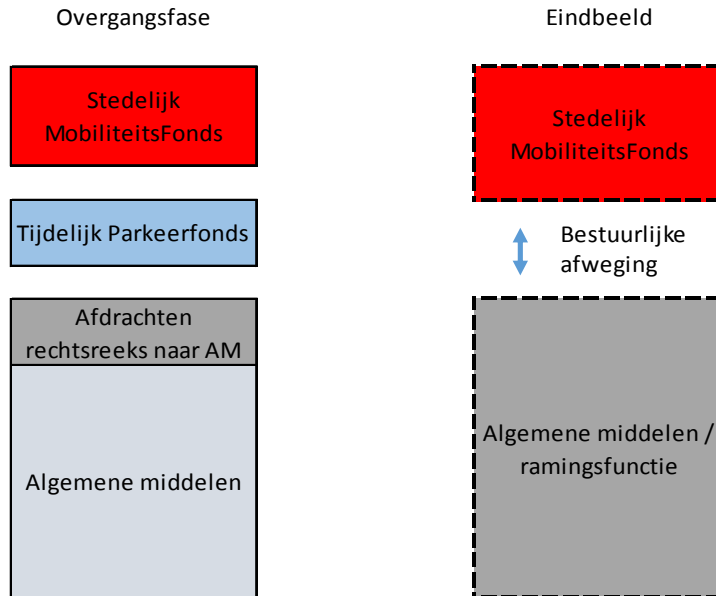 Overgangsfase
Stedelijk
MobiliteitsFonds
Tijdelijk Parkeerfonds
Afdrachten
rechtsreeks naar AM
Algemene middelen
Eindbeeld
Stedelijk
MobiliteitsFonds
Bestuurlijke
afweging
Algemene middelen /
ramingsfunctie